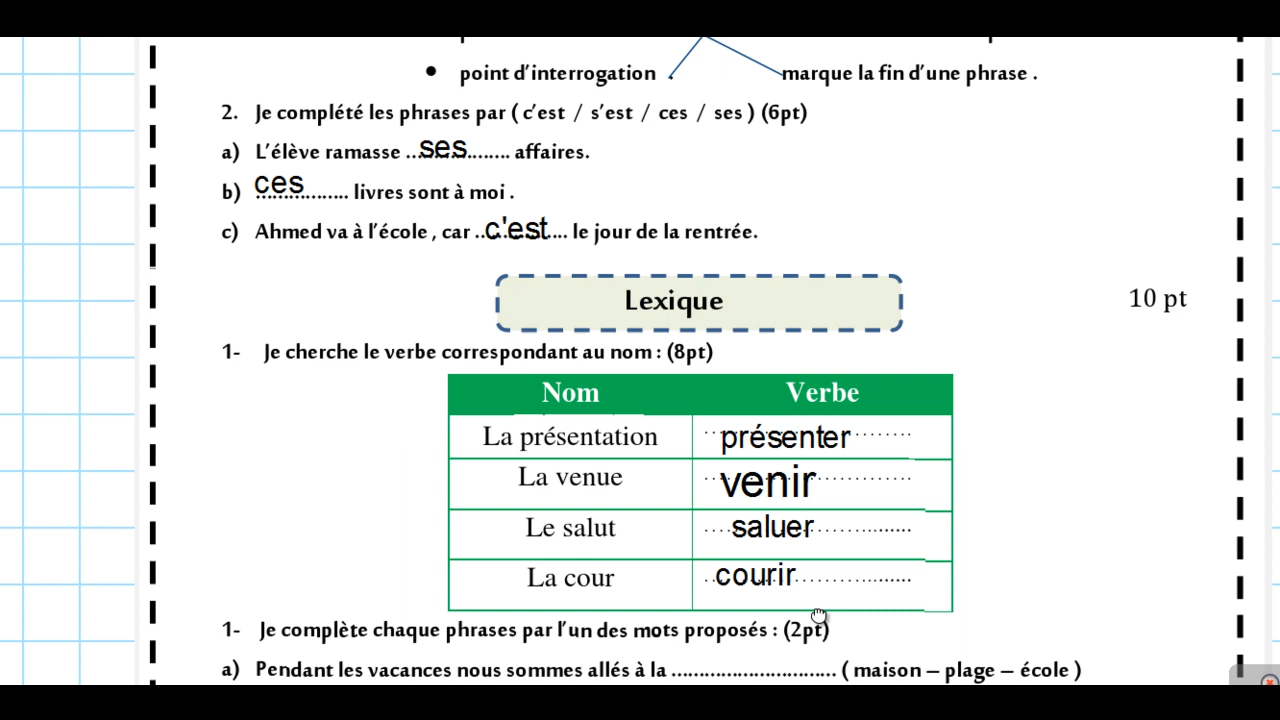 • point d'interrogation . marque la fin d'une phrase .
2. Je complété les phrases par ( c'est / s'est / ces / ses ) (6pt)
a) L'élève ramasse ...ses........ affaires.
b) ces................. livres sont à moi .
c) Ahmed va à l'école , car ..c'est.... le jour de la rentrée.
Lexique
10 pt
1- Je cherche le verbe correspondant au nom : (8pt)
Nom Verbe
La présentation présenter
La venue venir
Le salut saluer
La cour courir
1- Je complète chaque phrases par l'un des mots proposés : (2pt)
a) Pendant les vacances nous sommes allés à la .............................. ( maison – plage – école )